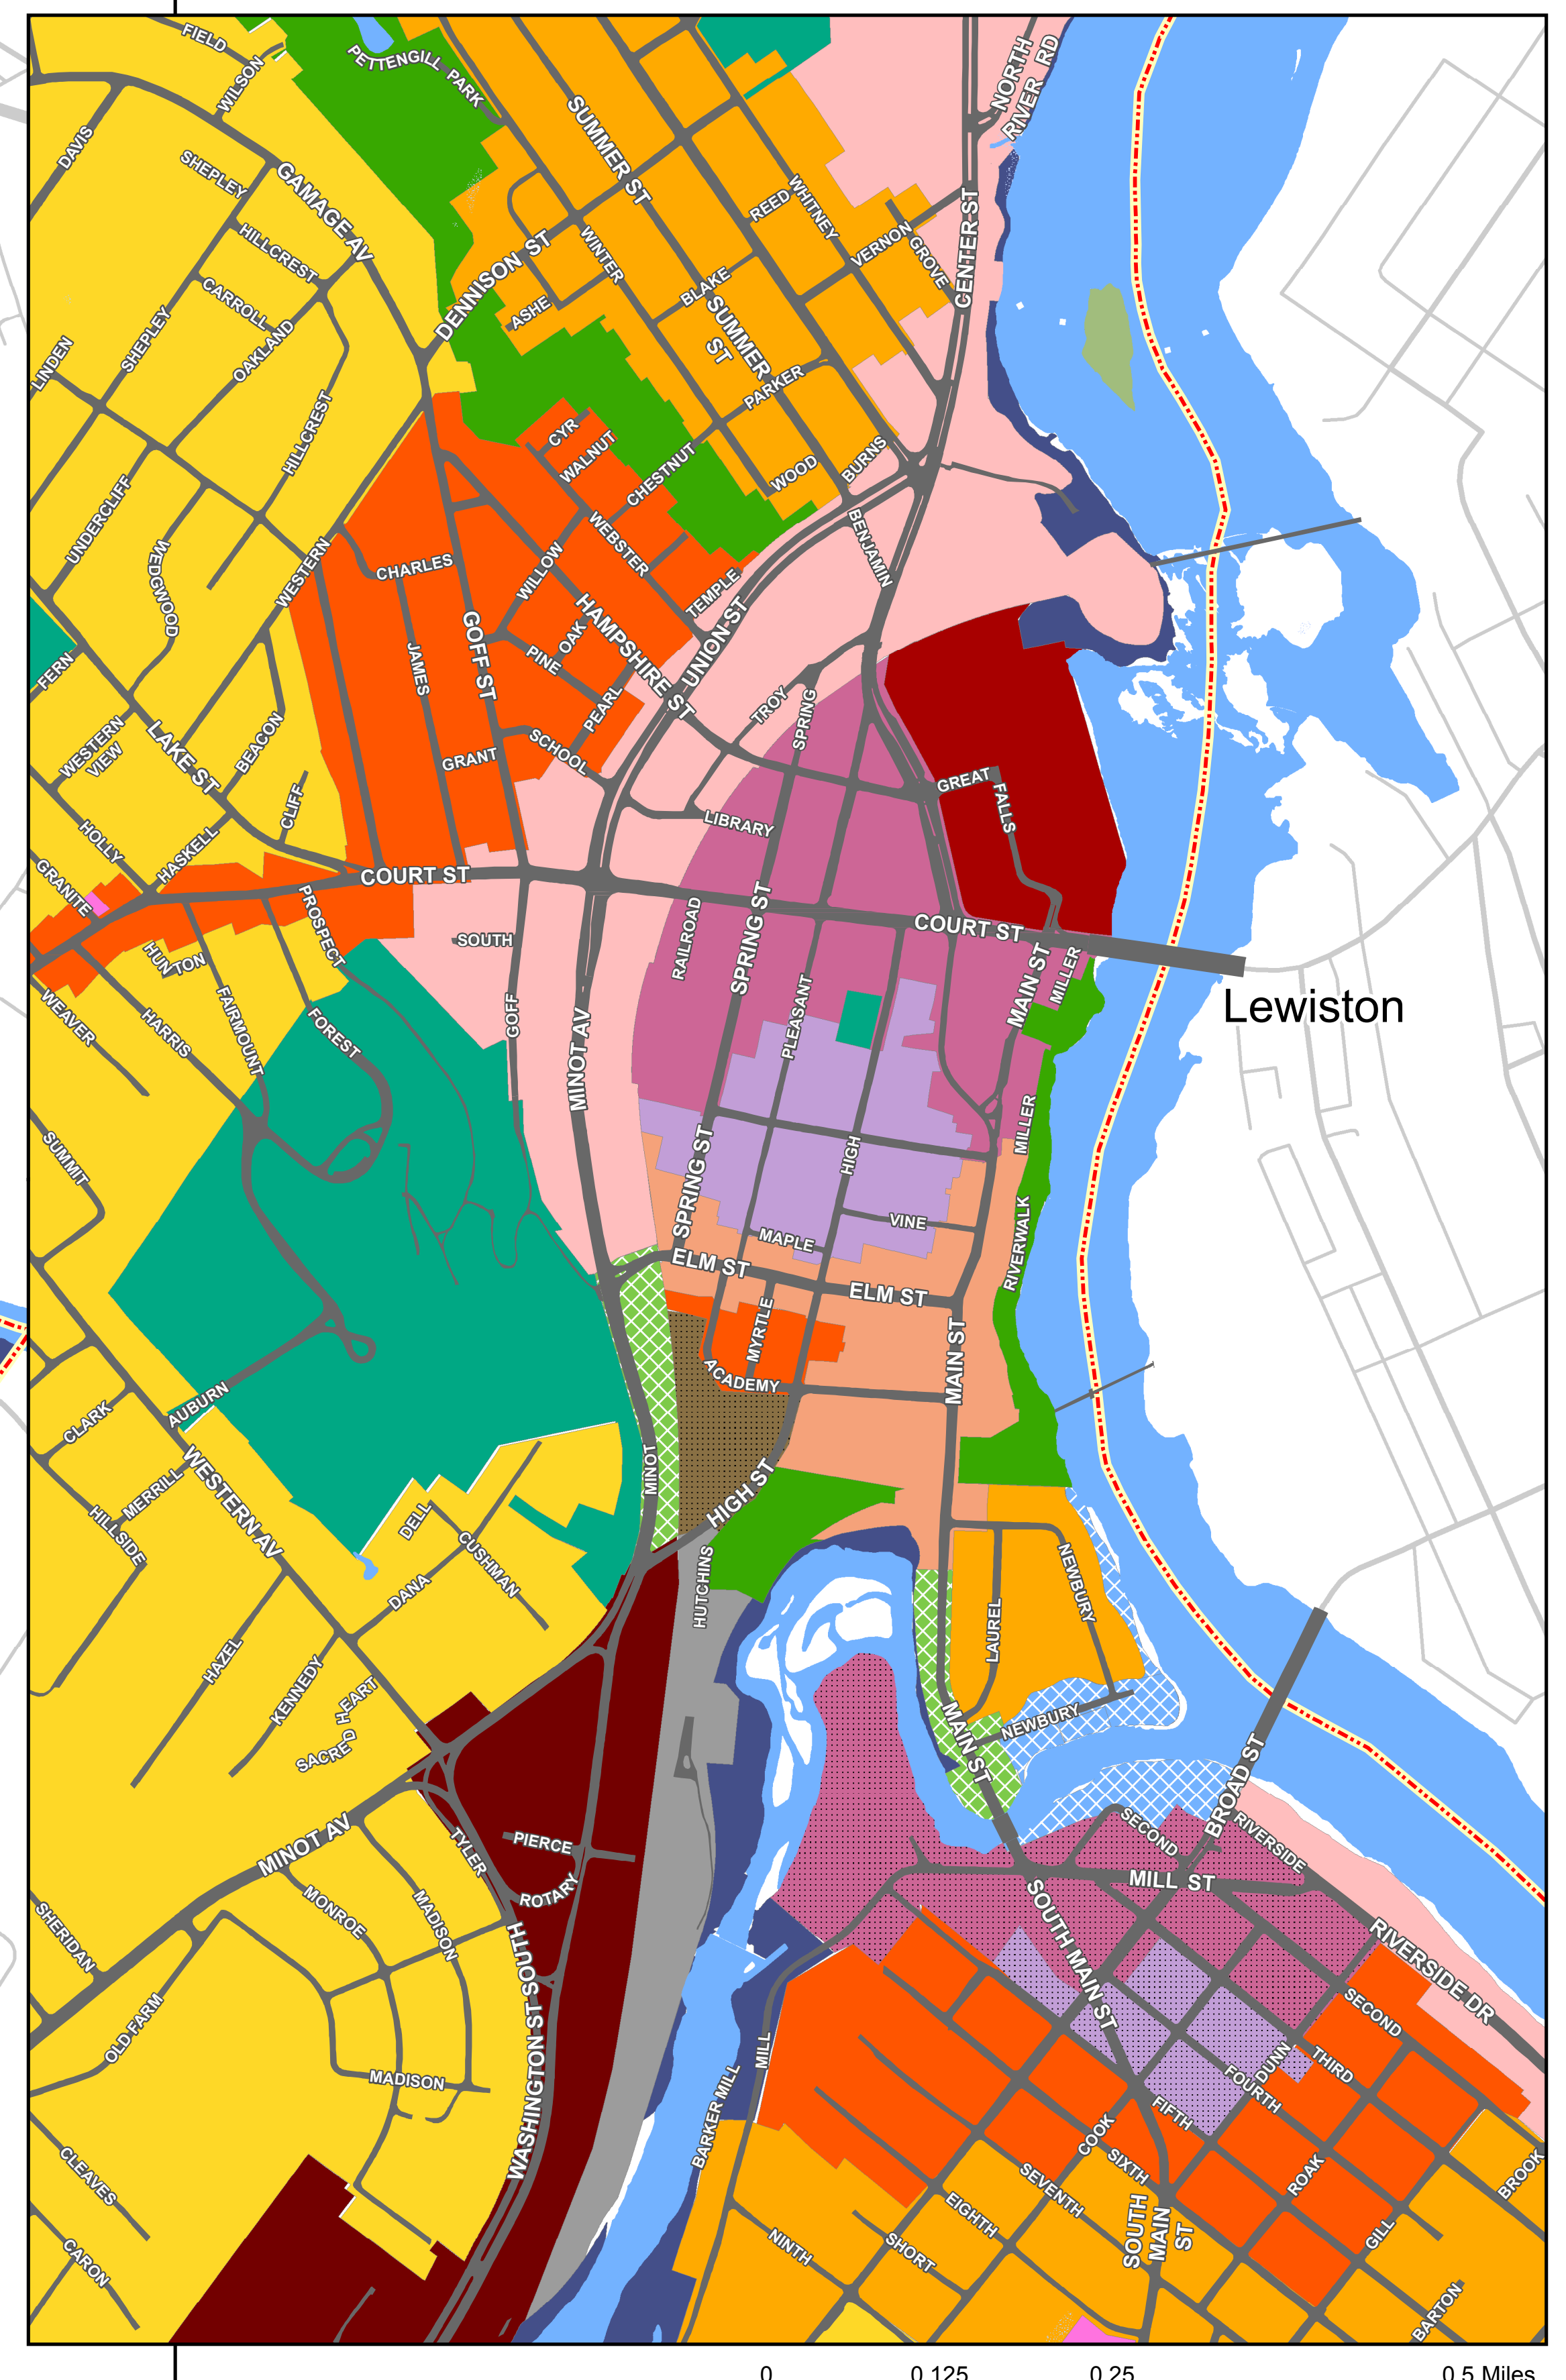 FIELD
WILSON
PETTENGILL PARK
NORTH
RIVER RD
DAVIS
SHEPLEY
GAMAGE AV
SUMMER ST
REED
WHITNEY
VERNON
GROVE
CENTER ST
HILLCREST
CARROLL
OAKLAND
SHEPLEY
LINDEN
DENNISON ST
WINTER
ASHE
BLAKE
SUMMER
ST
PARKER
HILLCREST
CYR
WALNUT
CHESTNUT
WOOD
BURNS
UNDERCLIFF
WEDGWOOD
WESTERN
CHARLES
WILLOW
WEBSTER
TEMPLE
BENJAMIN
FERN
JAMES
GOFF ST
HAMPSHIRE ST
OAK
PINE
PEARL
UNION ST
WESTERN
VIEW
LAKE ST
BEACON
CLIFF
GRANT
SCHOOL
TROY
SPRING
GREAT
FALLS
LIBRARY
HOLLY
HASKELL
GRANITE
COURT ST
PROSPECT
SOUTH
RAILROAD
SPRING ST
COURT ST
MAIN ST
MILLER
Lewiston
HUNTON
WEAVER
HARRIS
FAIRMOUNT
FOREST
GOFF
MINOT AV
PLEASANT
SUMMIT
SPRING ST
HIGH
MILLER
MAPLE
VINE
RIVERWALK
ELM ST
ELM ST
MYRTLE
ACADEMY
MAIN ST
AUBURN
CLARK
WESTERN AV
MERRILL
HILLSIDE
DELL
CUSHMAN
DANA
MINOT
HIGH ST
HUTCHINS
NEWBURY
LAUREL
HAZEL
KENNEDY
SACRED HEART
MAIN ST
NEWBURY
MINOT AV
TYLER
PIERCE
ROTARY
BROAD ST
SECOND
RIVERSIDE
MILL ST
SHERIDAN
MONROE
MADISON
SOUTH MAIN ST
RIVERSIDE DR
OLD FARM
MADISON
WASHINGTON ST SOUTH
MILL
BARKER MILL
SECOND
THIRD
DUNN
FOURTH
FIFTH
COOK
SIXTH
SEVENTH
EIGHTH
ROAK
BROOK
CLEAVES
CARON
NINTH
SHORT
SOUTH
MAIN
ST
GILL
BARTON
0 0.125 0.25 0.5 Miles